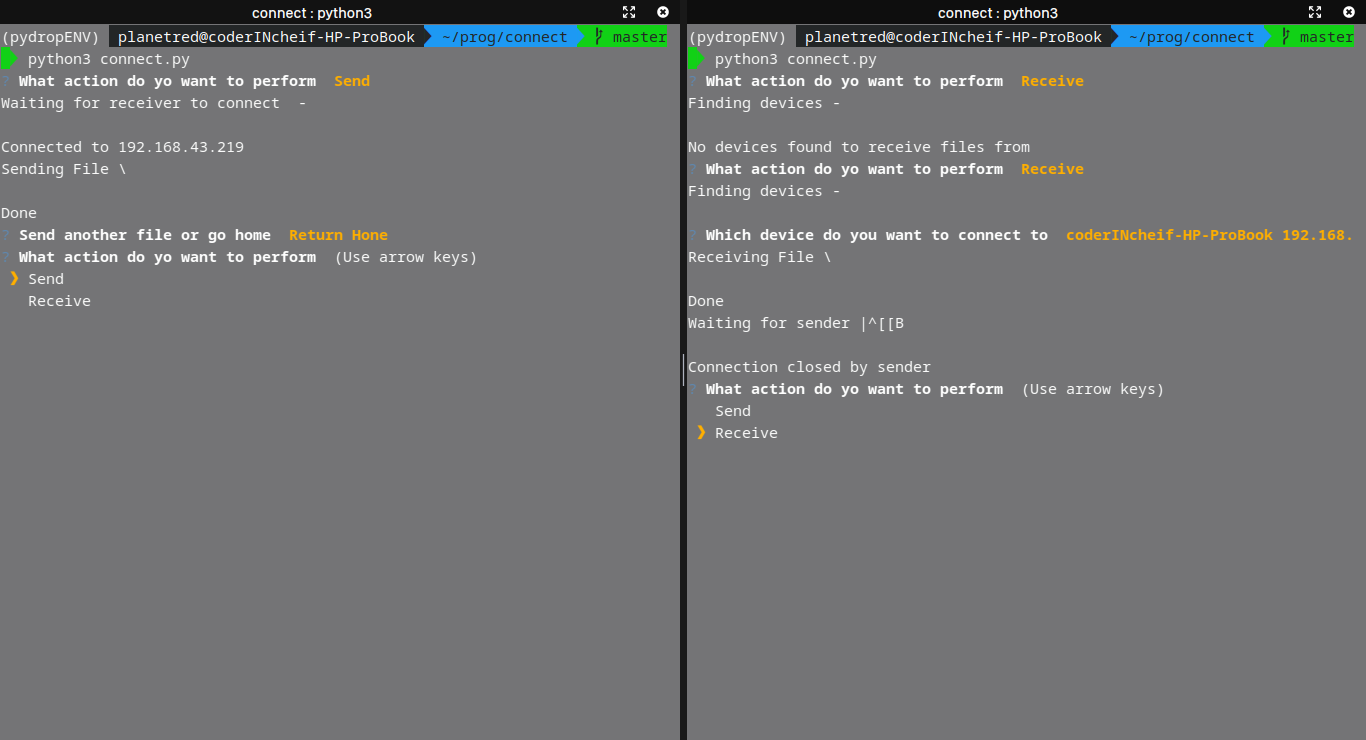 connect : python3
(pydropENV) planetred@coderINcheif-HP-ProBook ~/prog/connect master
python3 connect.py
? What action do yo want to perform Send
Waiting for receiver to connect -
Connected to 192.168.43.219
Sending File \
Done
? Send another file or go home Return Hone
? What action do yo want to perform (Use arrow keys)
❯ Send
Receive
connect : python3
(pydropENV) planetred@coderINcheif-HP-ProBook ~/prog/connect master
python3 connect.py
? What action do yo want to perform Receive
Finding devices -
No devices found to receive files from
? What action do yo want to perform Receive
Finding devices -
? Which device do you want to connect to coderINcheif-HP-ProBook 192.168.
Receiving File \
Done
Waiting for sender |^[[B
Connection closed by sender
? What action do yo want to perform (Use arrow keys)
Send
❯ Receive